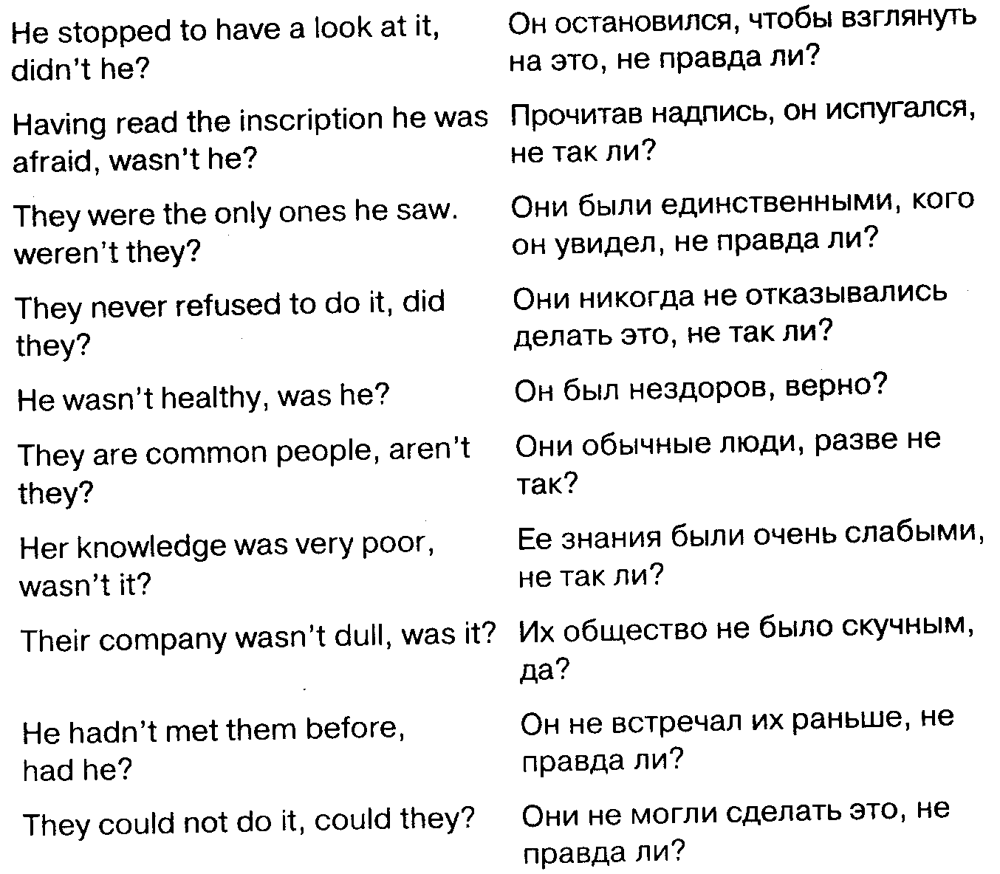 He stopped to have a look at it,
didn't he?
Он остановился, чтобы взглянуть
на это, не правда ли?
Having read the inscription he was
afraid, wasn't he?
Прочитав надпись, он испугался,
не так ли?
They were the only ones he saw.
weren't they?
Они были единственными, кого
он увидел, не правда ли?
They never refused to do it, did
they?
Они никогда не отказывались
делать это, не так ли?
He wasn't healthy, was he?
Он был нездоров, верно?
They are common people, aren't
they?
Они обычные люди, разве не
так?
Her knowledge was very poor,
wasn't it?
Ее знания были очень слабыми,
не так ли?
Their company wasn't dull, was it?
Их общество не было скучным,
да?
He hadn't met them before,
had he?
Он не встречал их раньше, не
правда ли?
They could not do it, could they?
Они не могли сделать это, не
правда ли?